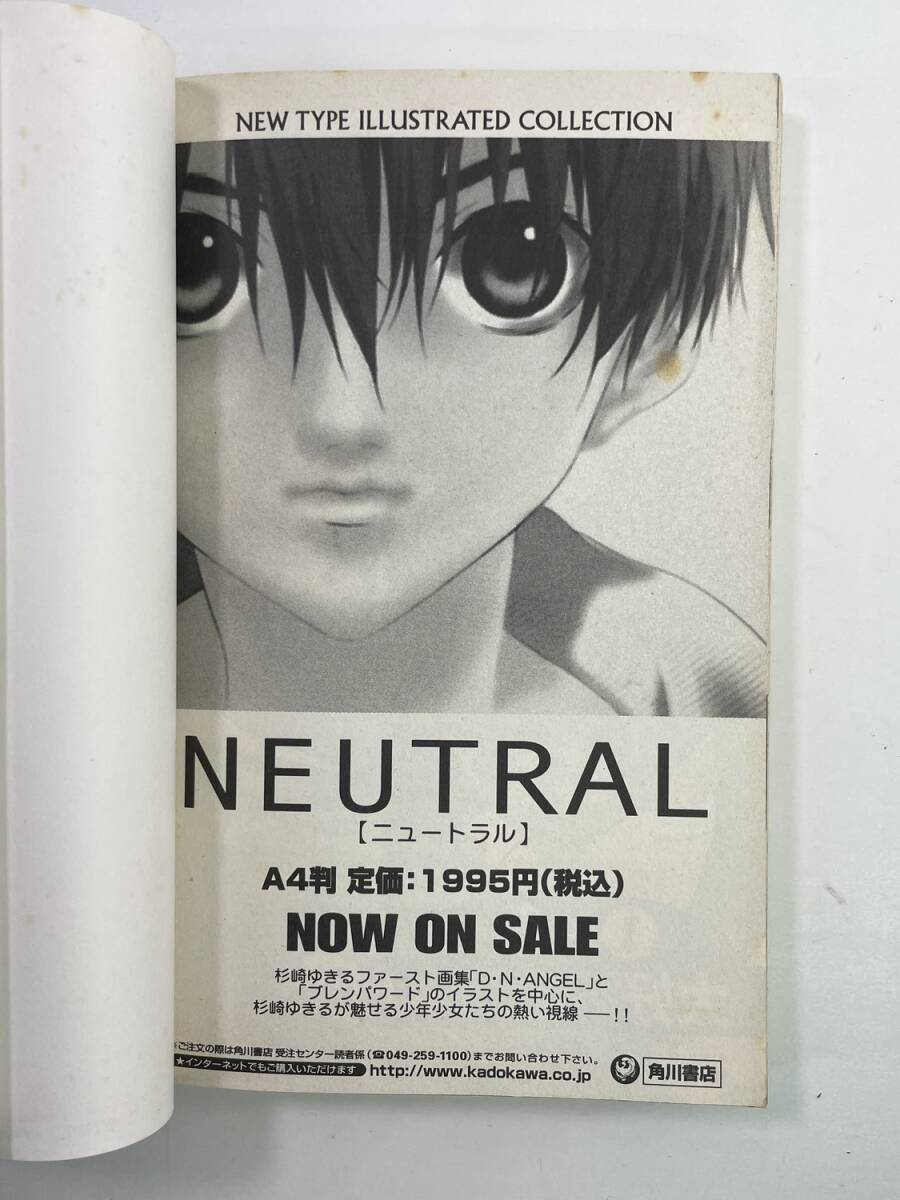 NEW TYPE ILLUSTRATED COLLECTION
NEUTRAL
【ニュートラル】
A4判 定価:1995円(税込)
NOW ON SALE
杉崎ゆきるファースト画集「D・N・ANGEL」と
「ブレンパワード」のイラストを中心に、
杉崎ゆきるが魅せる少年少女たちの熱い視線──!!
※ご注文の際は角川書店 受注センター読者係(☎049-259-1100)までお問い合わせ下さい。
★インターネットでもご購入いただけます http://www.kadokawa.co.jp
角川書店